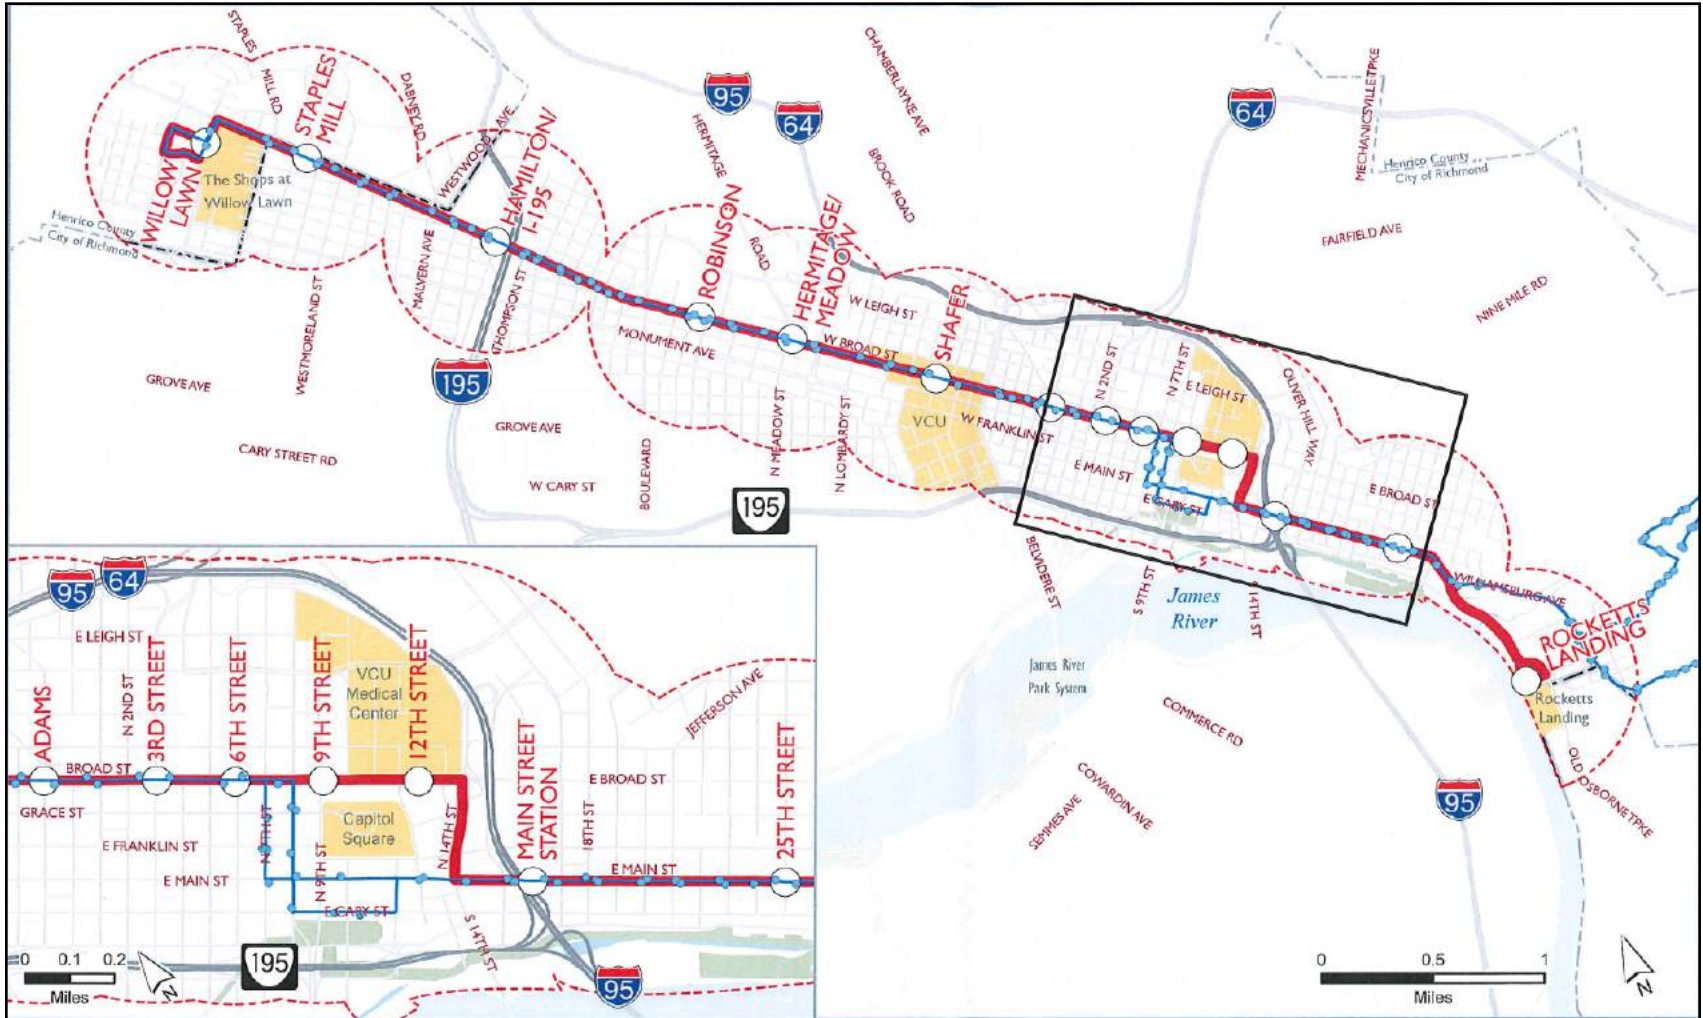 STAPLES
MILL RD
STAPLES
MILL
DABNEY RD
WESTWOOD AVE
95
64
HERMITAGE
ROAD
CHAMBERLAYNE AVE
BROOK ROAD
64
MECHANICSVILLE TPKE
Henrico County
City of Richmond
FAIRFIELD AVE
NINE MILE RD
WILLOW
LAWN
The Shops at
Willow Lawn
Henrico County
City of Richmond
HAMILTON/
I-195
MALVERN AVE
THOMPSON ST
WESTMORELAND ST
195
GROVE AVE
CARY STREET RD
ROBINSON
HERMITAGE/
MEADOW
W LEIGH ST
W BROAD ST
MONUMENT AVE
SHAFER
VCU
W FRANKLIN ST
GROVE AVE
W CARY ST
BOULEVARD
N MEADOW ST
N LOMBARDY ST
195
N 2ND ST
N 7TH ST
E LEIGH ST
OLIVER HILL WAY
E MAIN ST
E CARY ST
E BROAD ST
BELVIDERE ST
S 9TH ST
S 14TH ST
James
River
James River
Park System
WILLIAMSBURG AVE
ROCKETTS
LANDING
Rocketts
Landing
OLD OSBORNE TPKE
COMMERCE RD
COWARDIN AVE
SEMMES AVE
95
0 0.5 1
Miles
N
95
64
E LEIGH ST
N 2ND ST
ADAMS
3RD STREET
6TH STREET
9TH STREET
12TH STREET
VCU
Medical
Center
JEFFERSON AVE
BROAD ST
E BROAD ST
GRACE ST
Capitol
Square
E FRANKLIN ST
N 7TH ST
N 9TH ST
N 14TH ST
MAIN STREET
STATION
18TH ST
25TH STREET
E MAIN ST
E MAIN ST
E CARY ST
S 14TH ST
195
95
0 0.1 0.2
Miles
N